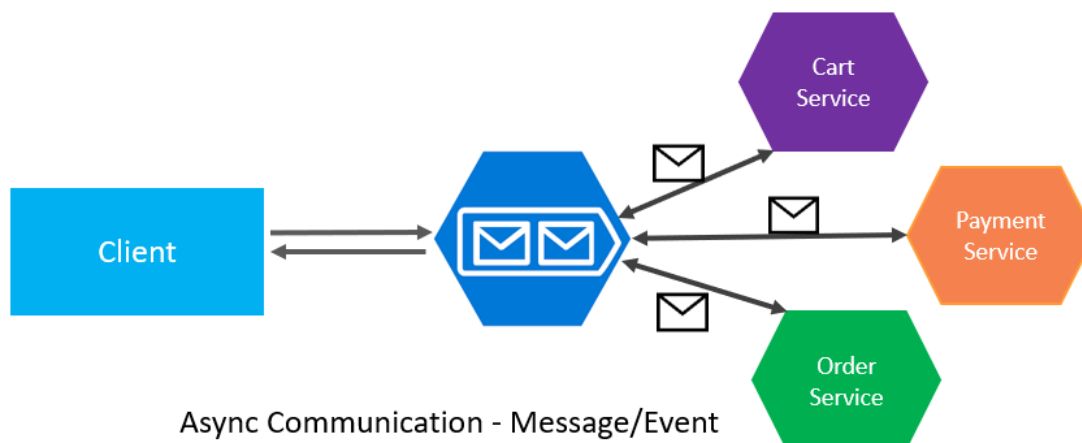 Cart
Service
Client
Payment
Service
Order
Service
Async Communication - Message/Event